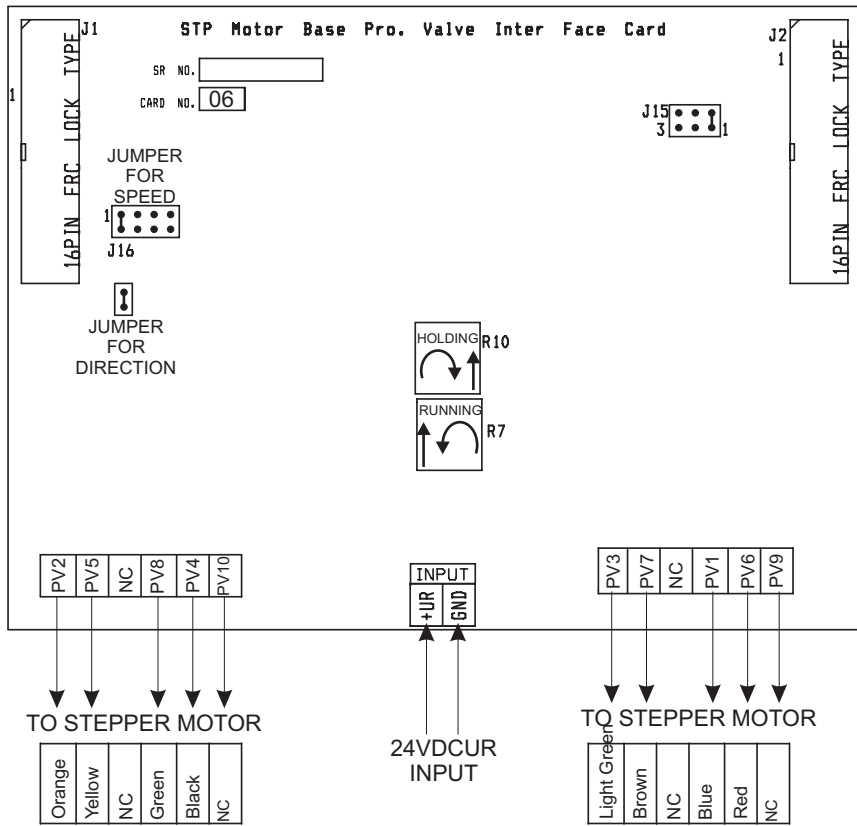 STP Motor Base Pro. Valve Inter Face Card
J1
J2
1
1
16PIN FRC LOCK TYPE
16PIN FRC LOCK TYPE
SR NO.
CARD NO. 06
J15
3
1
JUMPER
FOR
SPEED
1
J16
JUMPER
FOR
DIRECTION
HOLDING
R10
RUNNING
R7
PV2 PV5 NC PV8 PV4 PV10
INPUT
+UR GND
PV3 PV7 NC PV1 PV6 PV9
TO STEPPER MOTOR
TO STEPPER MOTOR
24VDCUR
INPUT
Orange Yellow NC Green Black NC
Light Green Brown NC Blue Red NC